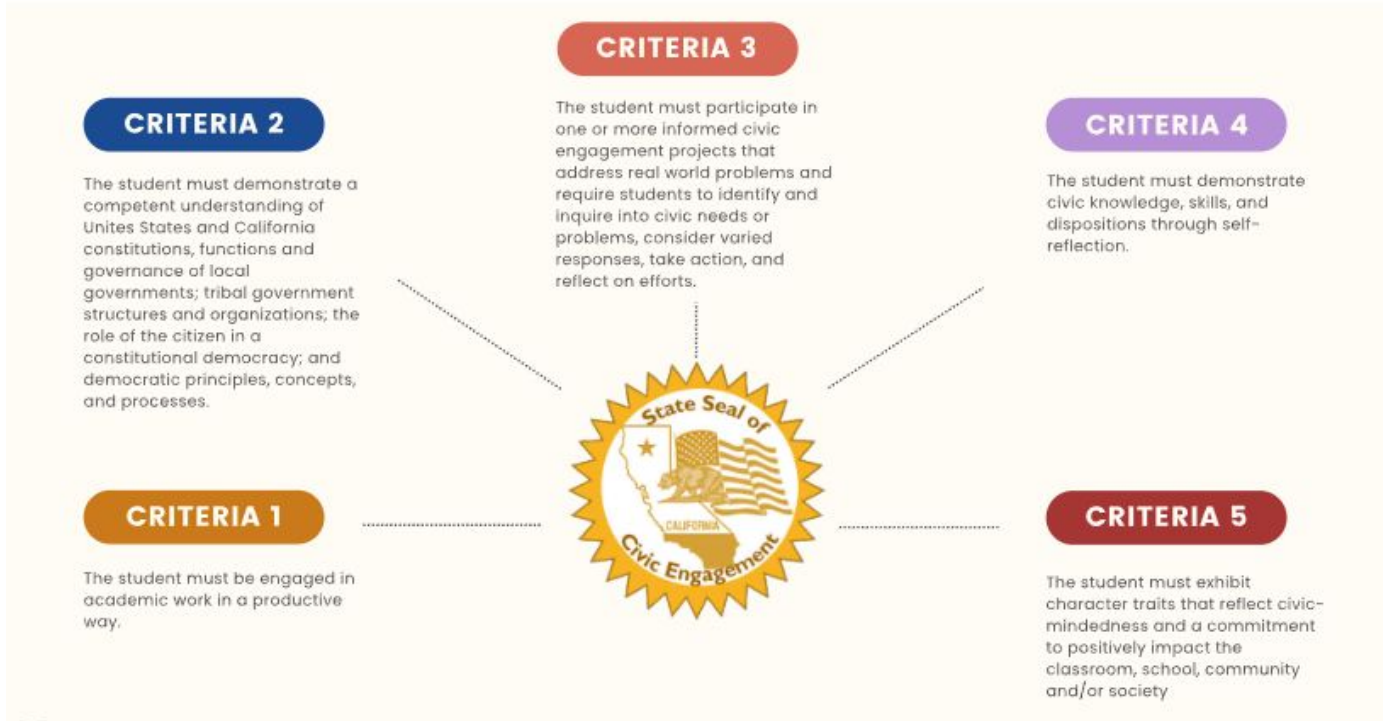 CRITERIA 3
The student must participate in
one or more informed civic
engagement projects that
address real world problems and
require students to identify and
inquire into civic needs or
problems, consider varied
responses, take action, and
reflect on efforts.
CRITERIA 2
The student must demonstrate a
competent understanding of
Unites States and California
constitutions, functions and
governance of local
governments; tribal government
structures and organizations; the
role of the citizen in a
constitutional democracy; and
democratic principles, concepts,
and processes.
CRITERIA 4
The student must demonstrate
civic knowledge, skills, and
dispositions through self-
reflection.
State Seal of
CALIFORNIA
Civic Engagement
CRITERIA 1
The student must be engaged in
academic work in a productive
way.
CRITERIA 5
The student must exhibit
character traits that reflect civic-
mindedness and a commitment
to positively impact the
classroom, school, community
and/or society